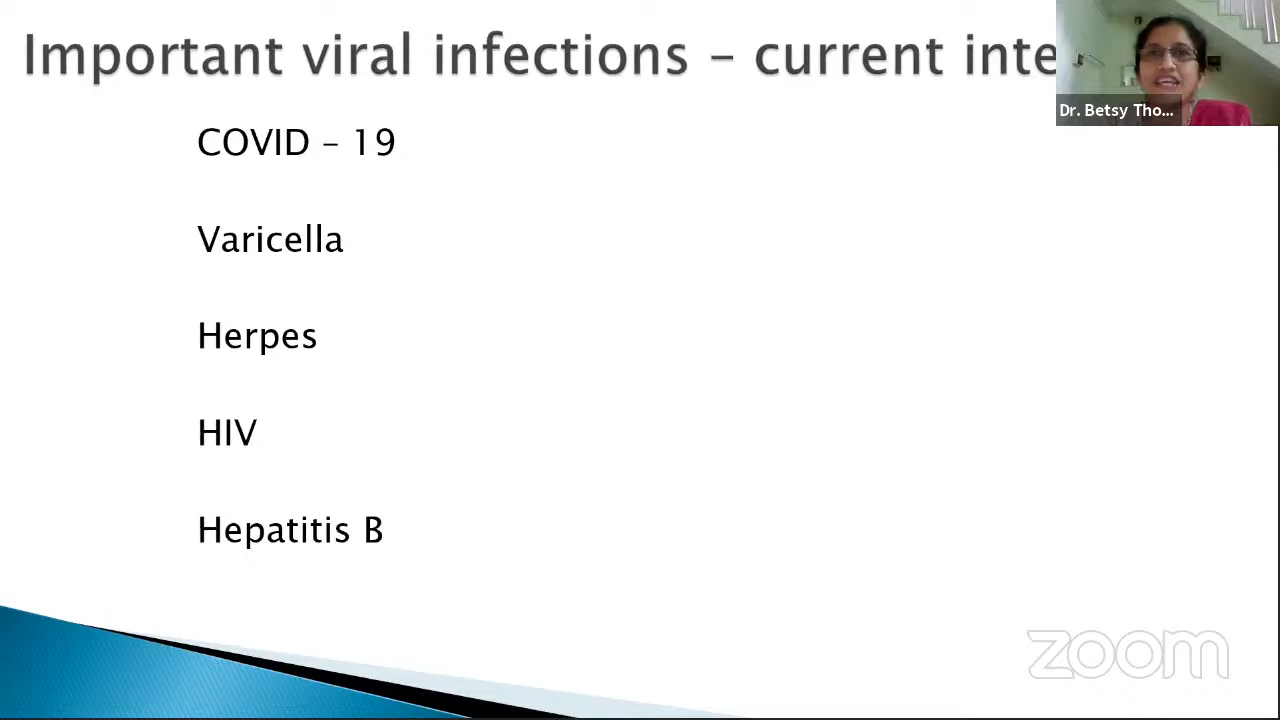 Important viral infections – current inte
Dr. Betsy Tho...
COVID – 19
Varicella
Herpes
HIV
Hepatitis B
zoom